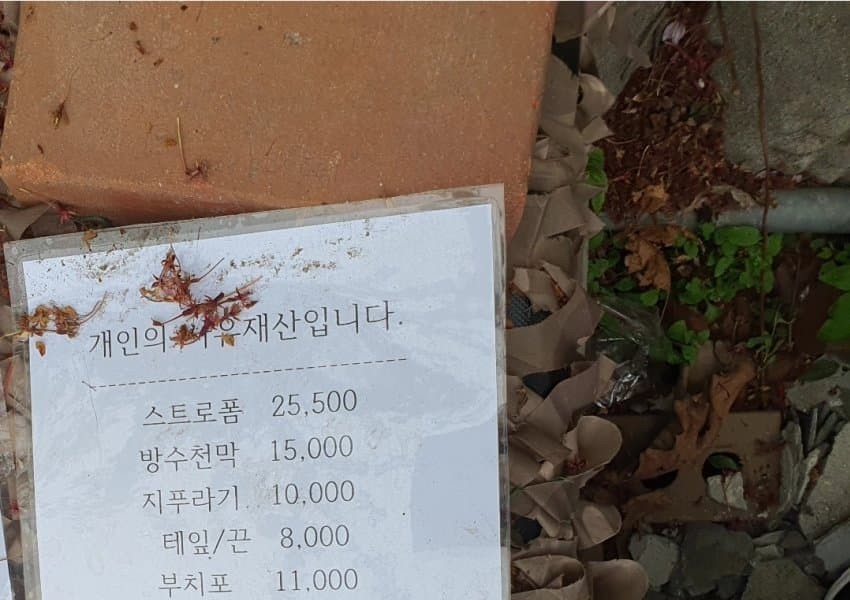 개인의 재산입니다.
스트로폼 25,500
방수천막 15,000
지푸라기 10,000
테잎/끈 8,000
부치포 11,000